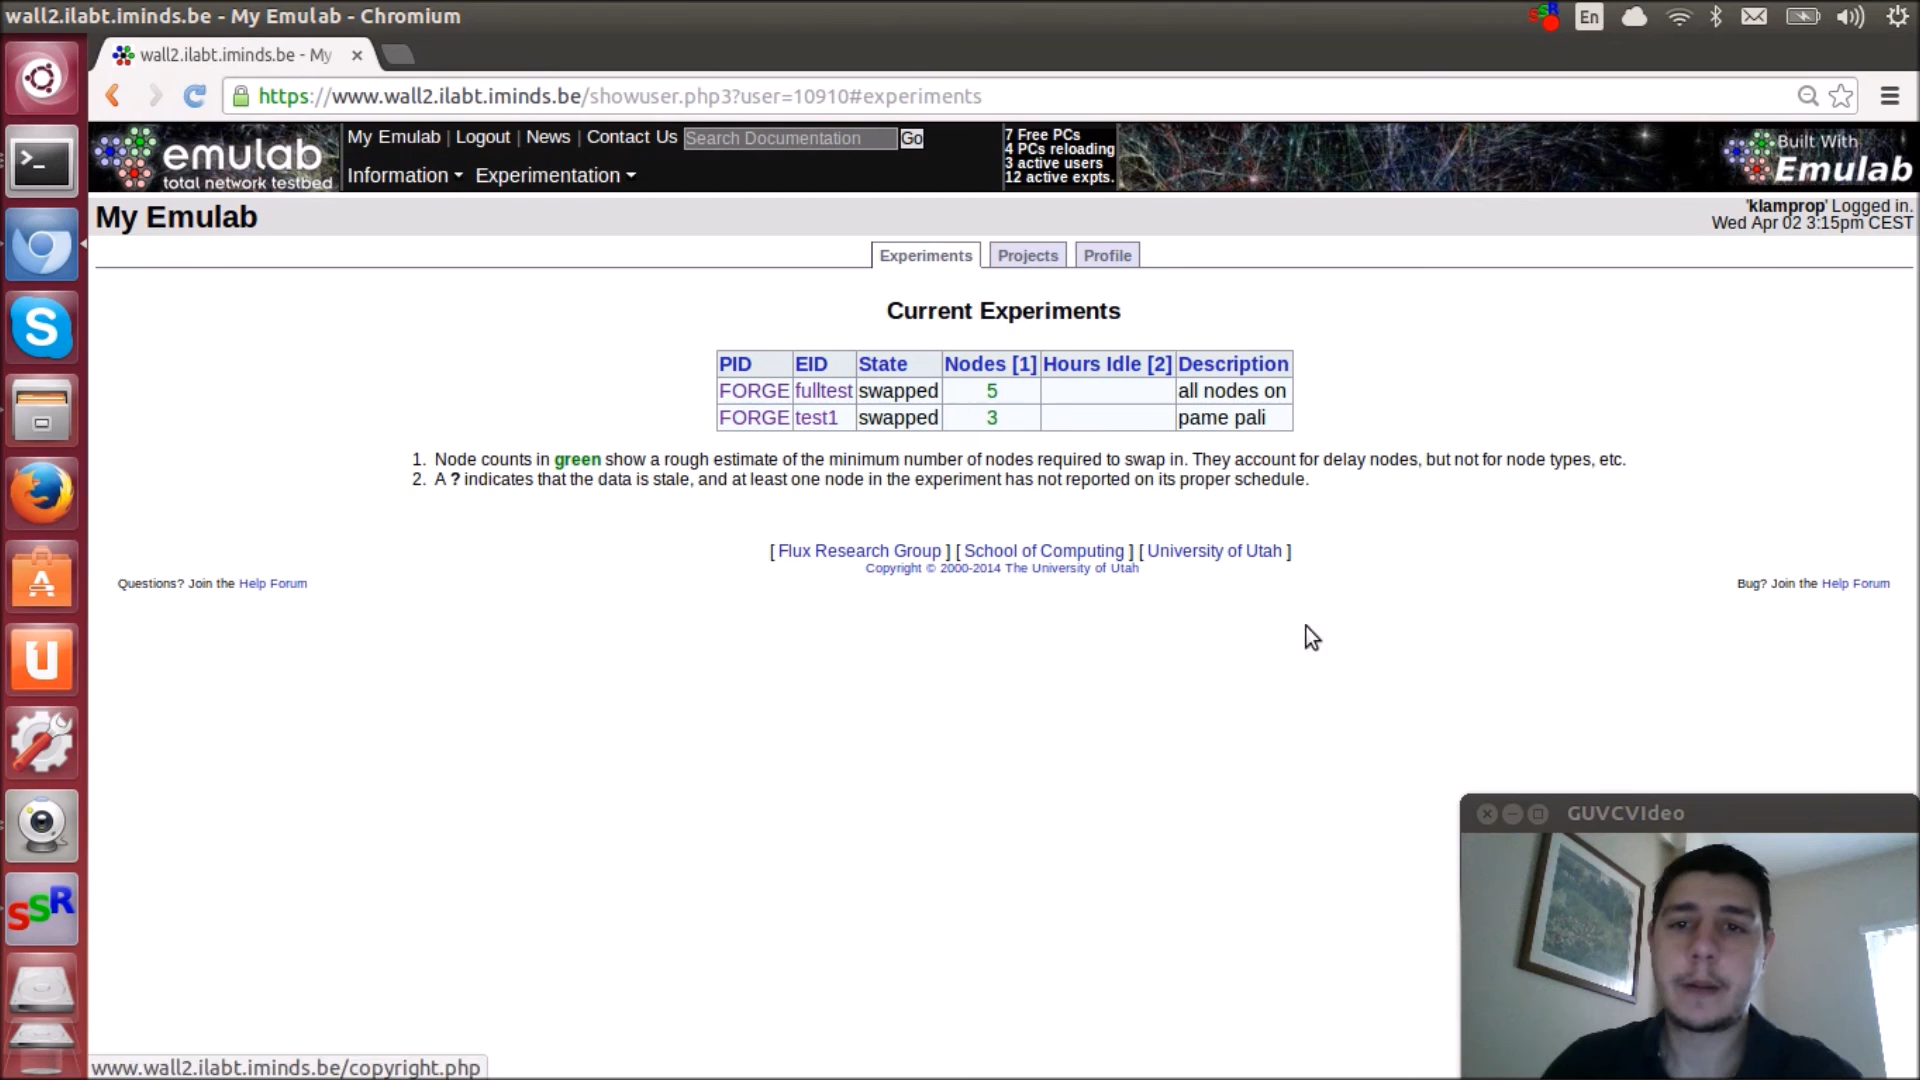 wall2.ilabt.iminds.be - My Emulab - Chromium
SSR
En
wall2.ilabt.iminds.be - My
https://www.wall2.ilabt.iminds.be/showuser.php3?user=10910#experiments
emulab
total network testbed
My Emulab | Logout | News | Contact Us Search Documentation Go
Information Experimentation
7 Free PCs
4 PCs reloading
3 active users
12 active expts.
Built With
Emulab
My Emulab
'klamprop' Logged in.
Wed Apr 02 3:15pm CEST
Experiments Projects Profile
Current Experiments
PID EID State Nodes [1] Hours Idle [2] Description
FORGE fulltest swapped 5 all nodes on
FORGE test1 swapped 3 pame pali
1. Node counts in green show a rough estimate of the minimum number of nodes required to swap in. They account for delay nodes, but not for node types, etc.
2. A ? indicates that the data is stale, and at least one node in the experiment has not reported on its proper schedule.
[ Flux Research Group ] [ School of Computing ] [ University of Utah ]
Copyright © 2000-2014 The University of Utah
Questions? Join the Help Forum
Bug? Join the Help Forum
GUVCVIdeo
SSR
www.wall2.ilabt.iminds.be/copyright.php